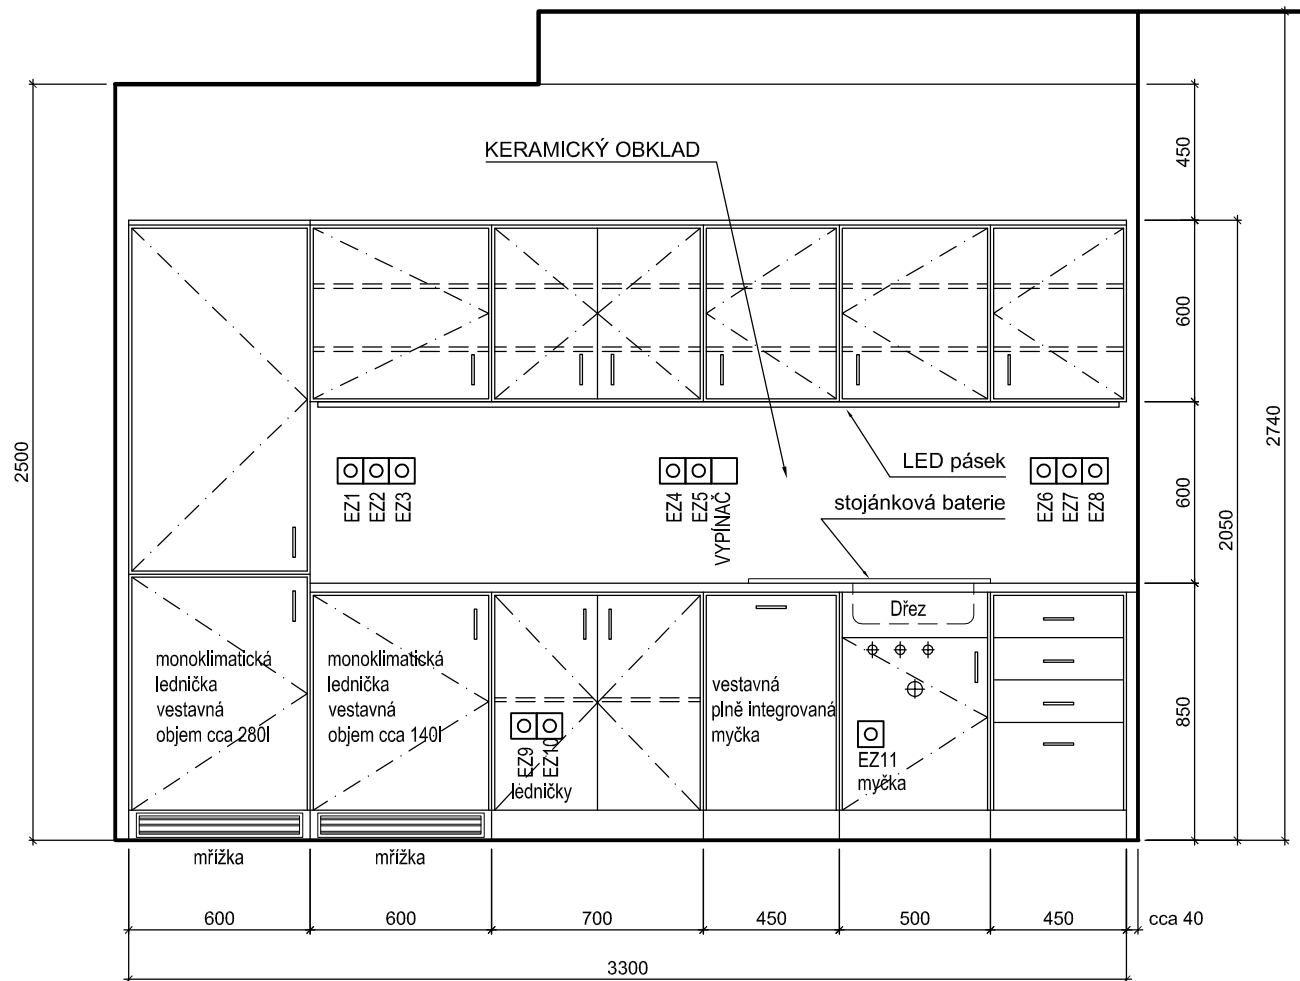 KERAMICKÝ OBKLAD
450
600
2740
2500
LED pásek
stojánková baterie
EZ1
EZ2
EZ3
EZ4
EZ5
VYPÍNAČ
EZ6
EZ7
EZ8
600
2050
Dřez
monoklimatická
lednička
vestavná
objem cca 280l
monoklimatická
lednička
vestavná
objem cca 140l
EZ9
EZ10
ledničky
vestavná
plně integrovaná
myčka
EZ11
myčka
850
mřížka
mřížka
600
600
700
450
500
450
cca 40
3300